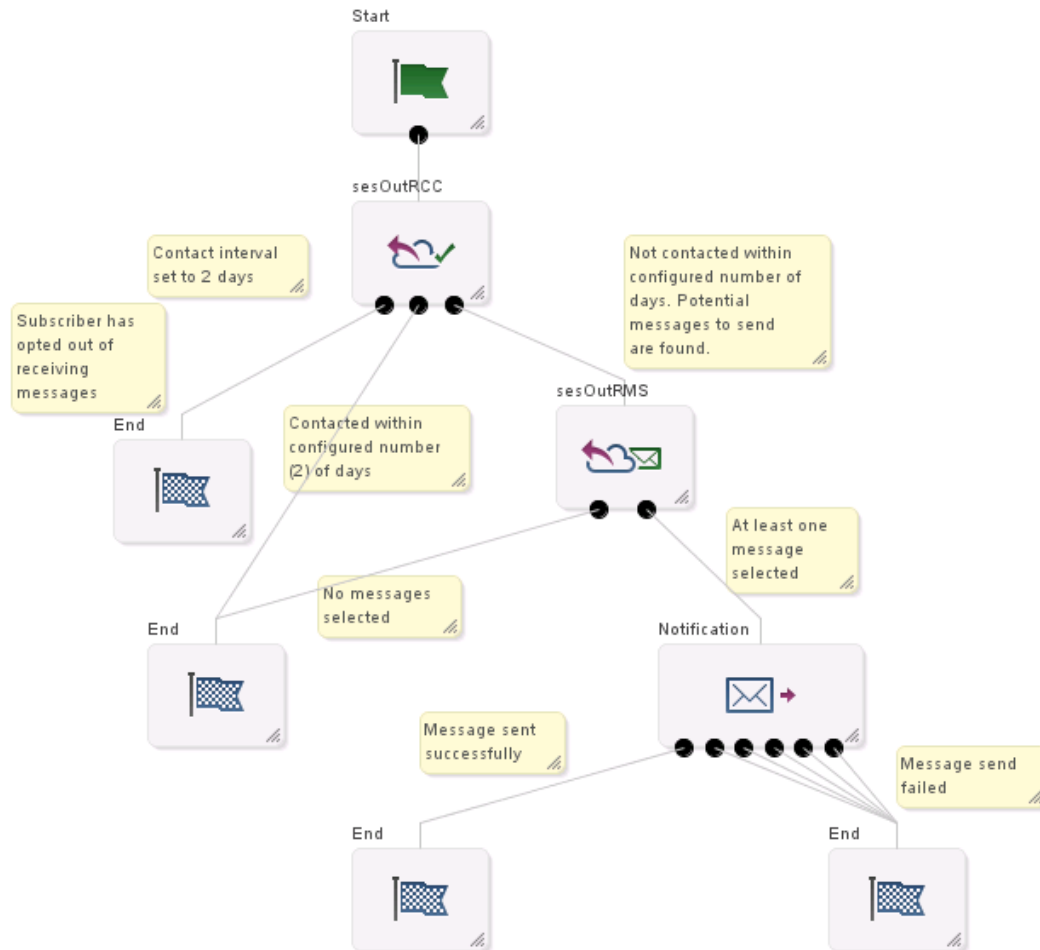 Start
sesOutRCC
Contact interval
set to 2 days
Not contacted within
configured number of
days. Potential
messages to send
are found.
Subscriber has
opted out of
receiving
messages
sesOutRMS
End
Contacted within
configured number
(2) of days
At least one
message
selected
No messages
selected
End
Notification
Message sent
successfully
Message send
failed
End
End